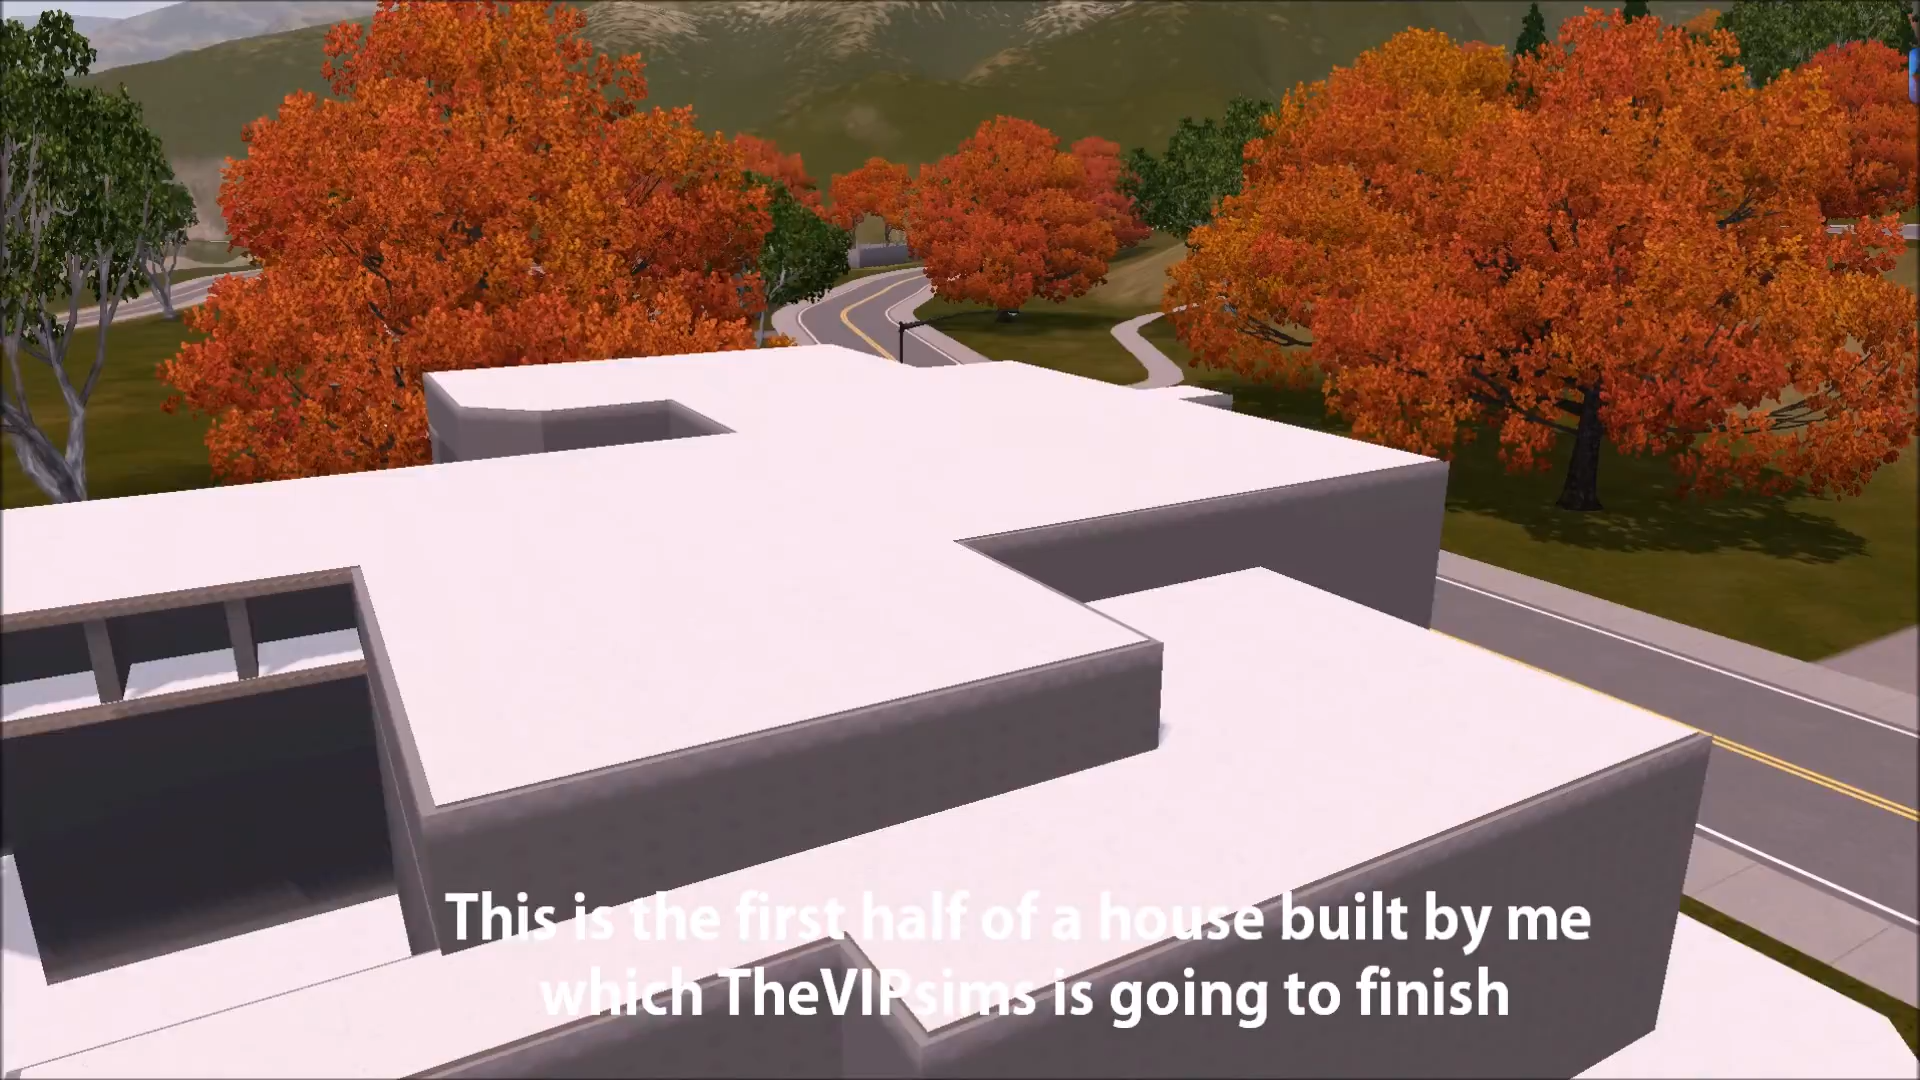 This is the first half of a house built by me
which TheVIPsims is going to finish